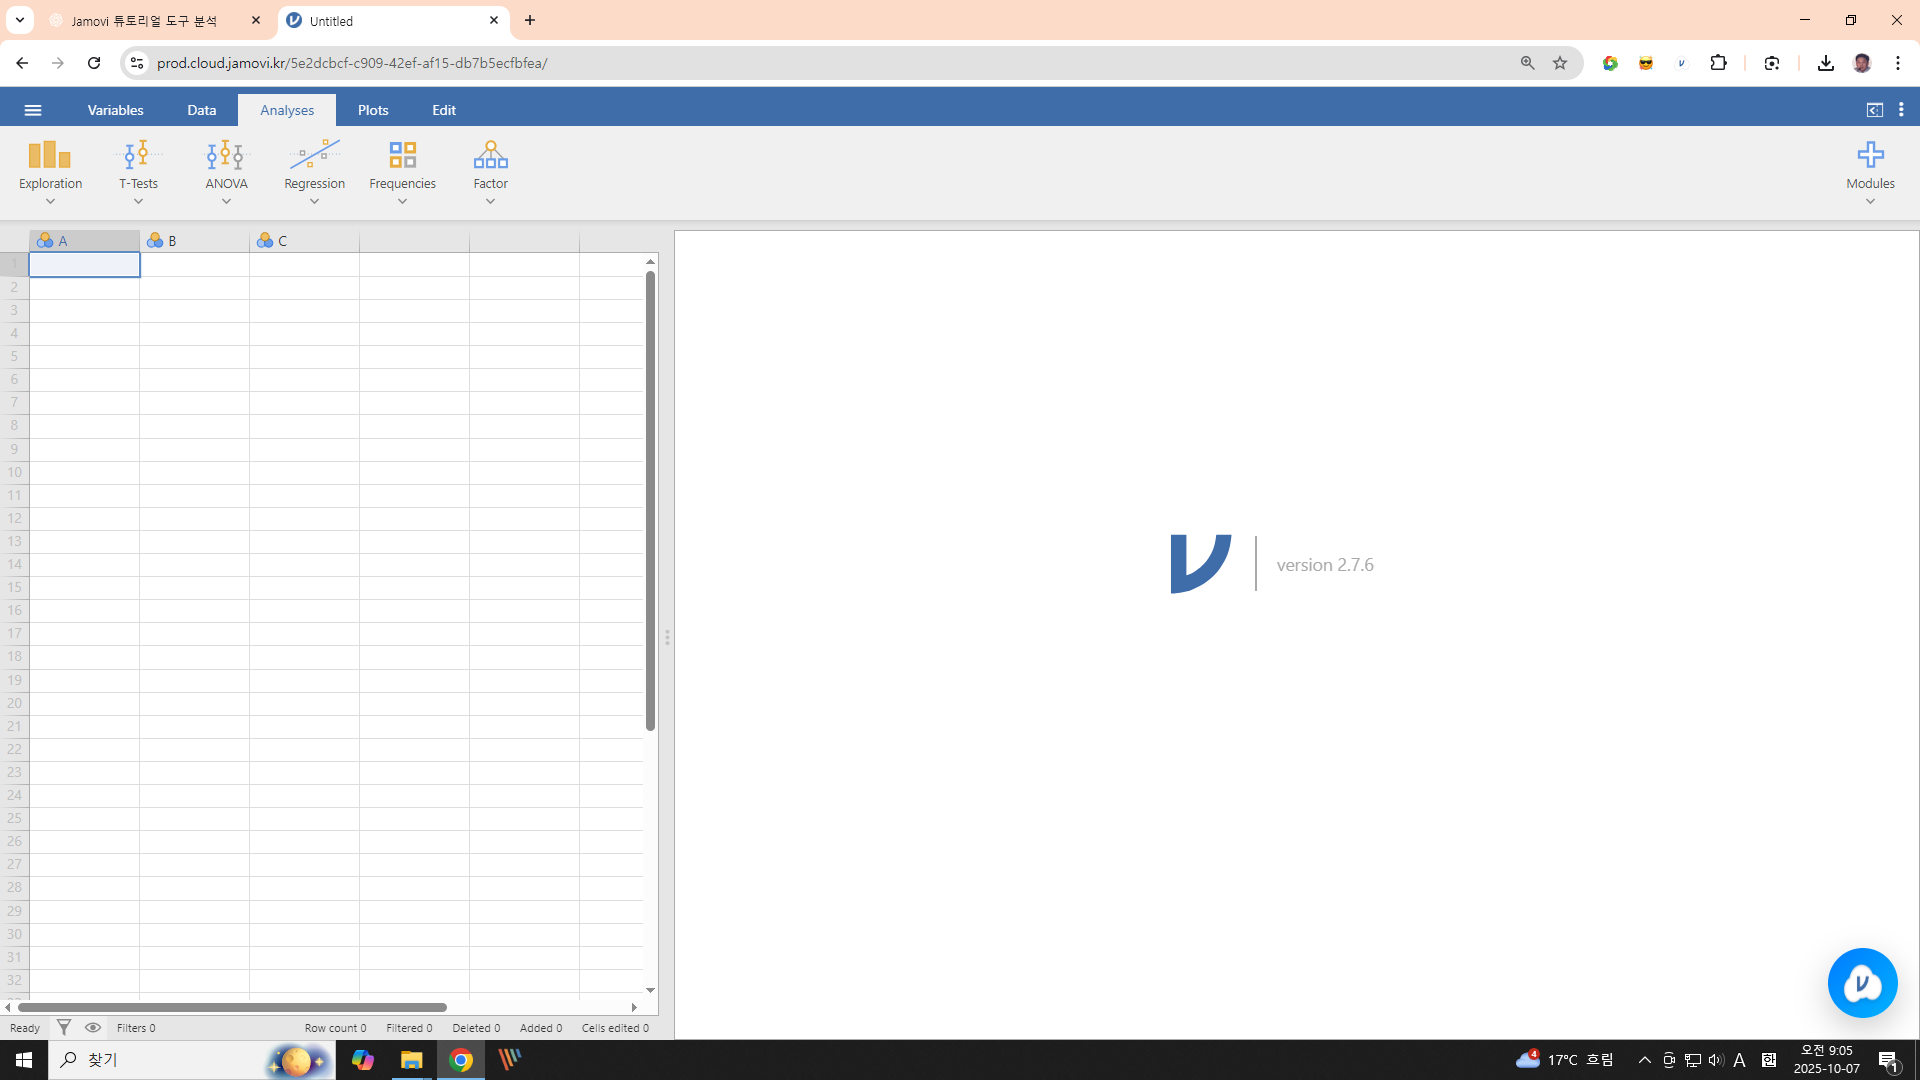 Jamovi 튜토리얼 도구 분석
Untitled
prod.cloud.jamovi.kr/5e2dcbcf-c909-42ef-af15-db7b5ecfbfea/
Variables Data Analyses Plots Edit
Exploration T-Tests ANOVA Regression Frequencies Factor Modules
A B C
1
2
3
4
5
6
7
8
9
10
11
12
13
14
15
16
17
18
19
20
21
22
23
24
25
26
27
28
29
30
31
32
version 2.7.6
Ready Filters 0 Row count 0 Filtered 0 Deleted 0 Added 0 Cells edited 0
찾기
4
17°C 흐림
A
한
오전 9:05
2025-10-07
1